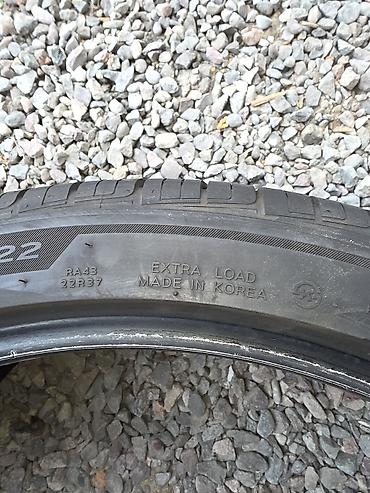 22
RA43
22R37
EXTRA LOAD
MADE IN KOREA